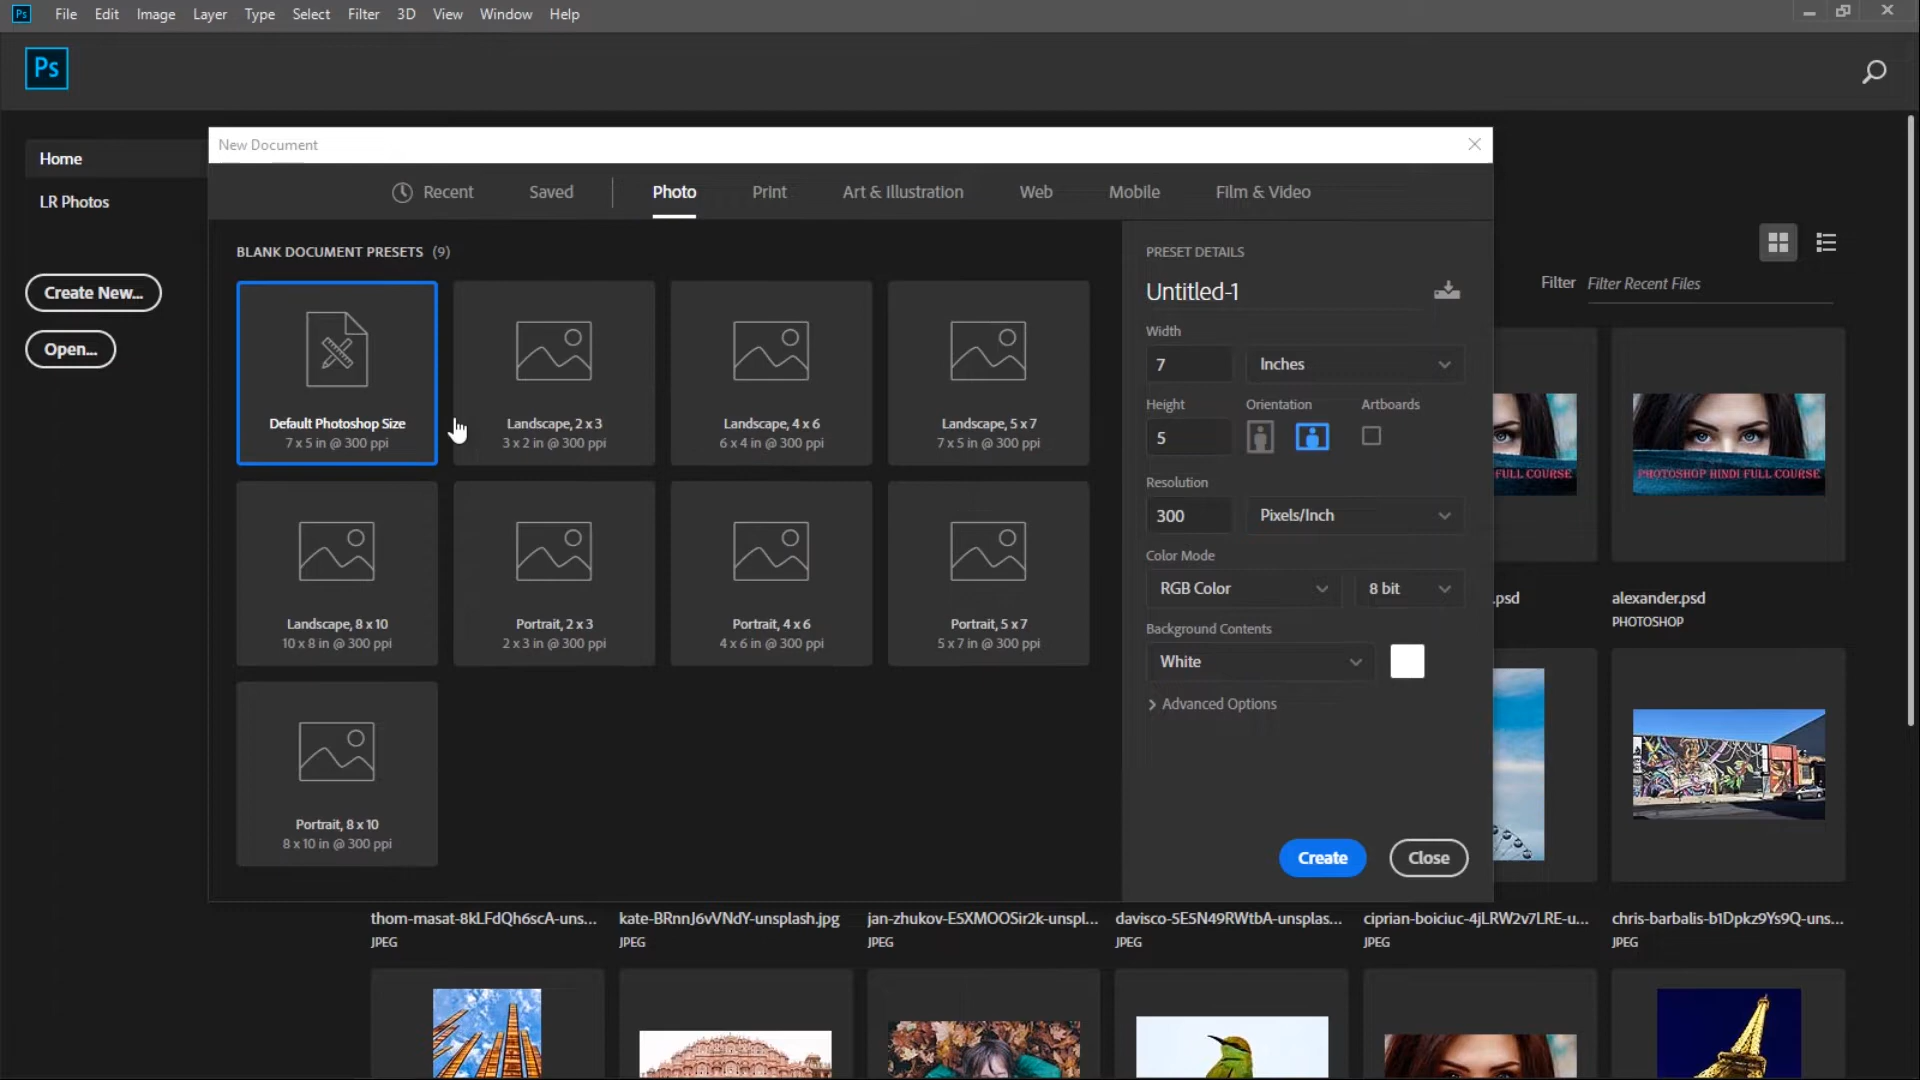 Ps File Edit Image Layer Type Select Filter 3D View Window Help
Ps
New Document
Home
LR Photos
Create New...
Open...
Recent Saved Photo Print Art & Illustration Web Mobile Film & Video
BLANK DOCUMENT PRESETS (9)
Default Photoshop Size
7 x 5 in @ 300 ppi
Landscape, 2 x 3
3 x 2 in @ 300 ppi
Landscape, 4 x 6
6 x 4 in @ 300 ppi
Landscape, 5 x 7
7 x 5 in @ 300 ppi
Landscape, 8 x 10
10 x 8 in @ 300 ppi
Portrait, 2 x 3
2 x 3 in @ 300 ppi
Portrait, 4 x 6
4 x 6 in @ 300 ppi
Portrait, 5 x 7
5 x 7 in @ 300 ppi
Portrait, 8 x 10
8 x 10 in @ 300 ppi
PRESET DETAILS
Untitled-1
Width
7 Inches
Height Orientation Artboards
5
Resolution
300 Pixels/Inch
Color Mode
RGB Color 8 bit
Background Contents
White
Advanced Options
Create Close
Filter Filter Recent Files
FULL COURSE
PHOTOSHOP HINDI FULL COURSE
.psd
alexander.psd
PHOTOSHOP
thom-masat-8kLFdQh6scA-uns...
JPEG
kate-BRnnJ6vVNdY-unsplash.jpg
JPEG
jan-zhukov-E5XMOOSir2k-unspl...
JPEG
davisco-5E5N49RWtbA-unsplas...
JPEG
ciprian-boiciuc-4jLRW2v7LRE-u...
JPEG
chris-barbalis-b1Dpkz9Ys9Q-uns...
JPEG